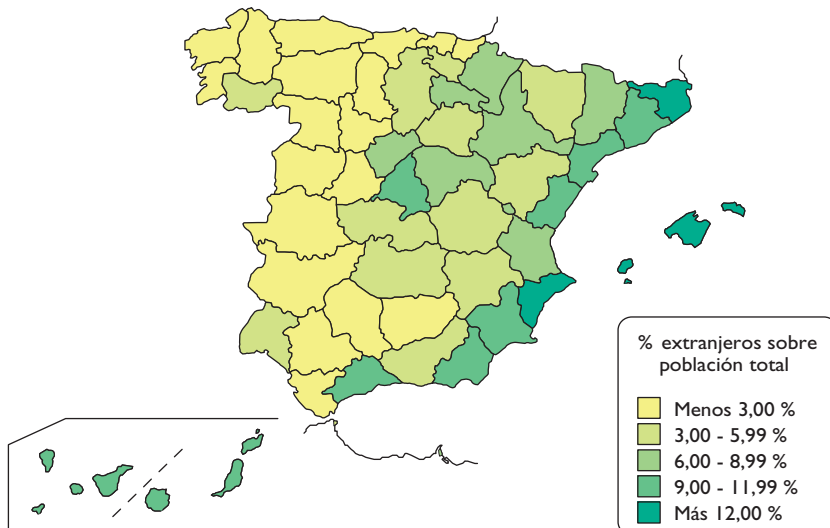 % extranjeros sobre
población total
Menos 3,00 %
3,00 - 5,99 %
6,00 - 8,99 %
9,00 - 11,99 %
Más 12,00 %